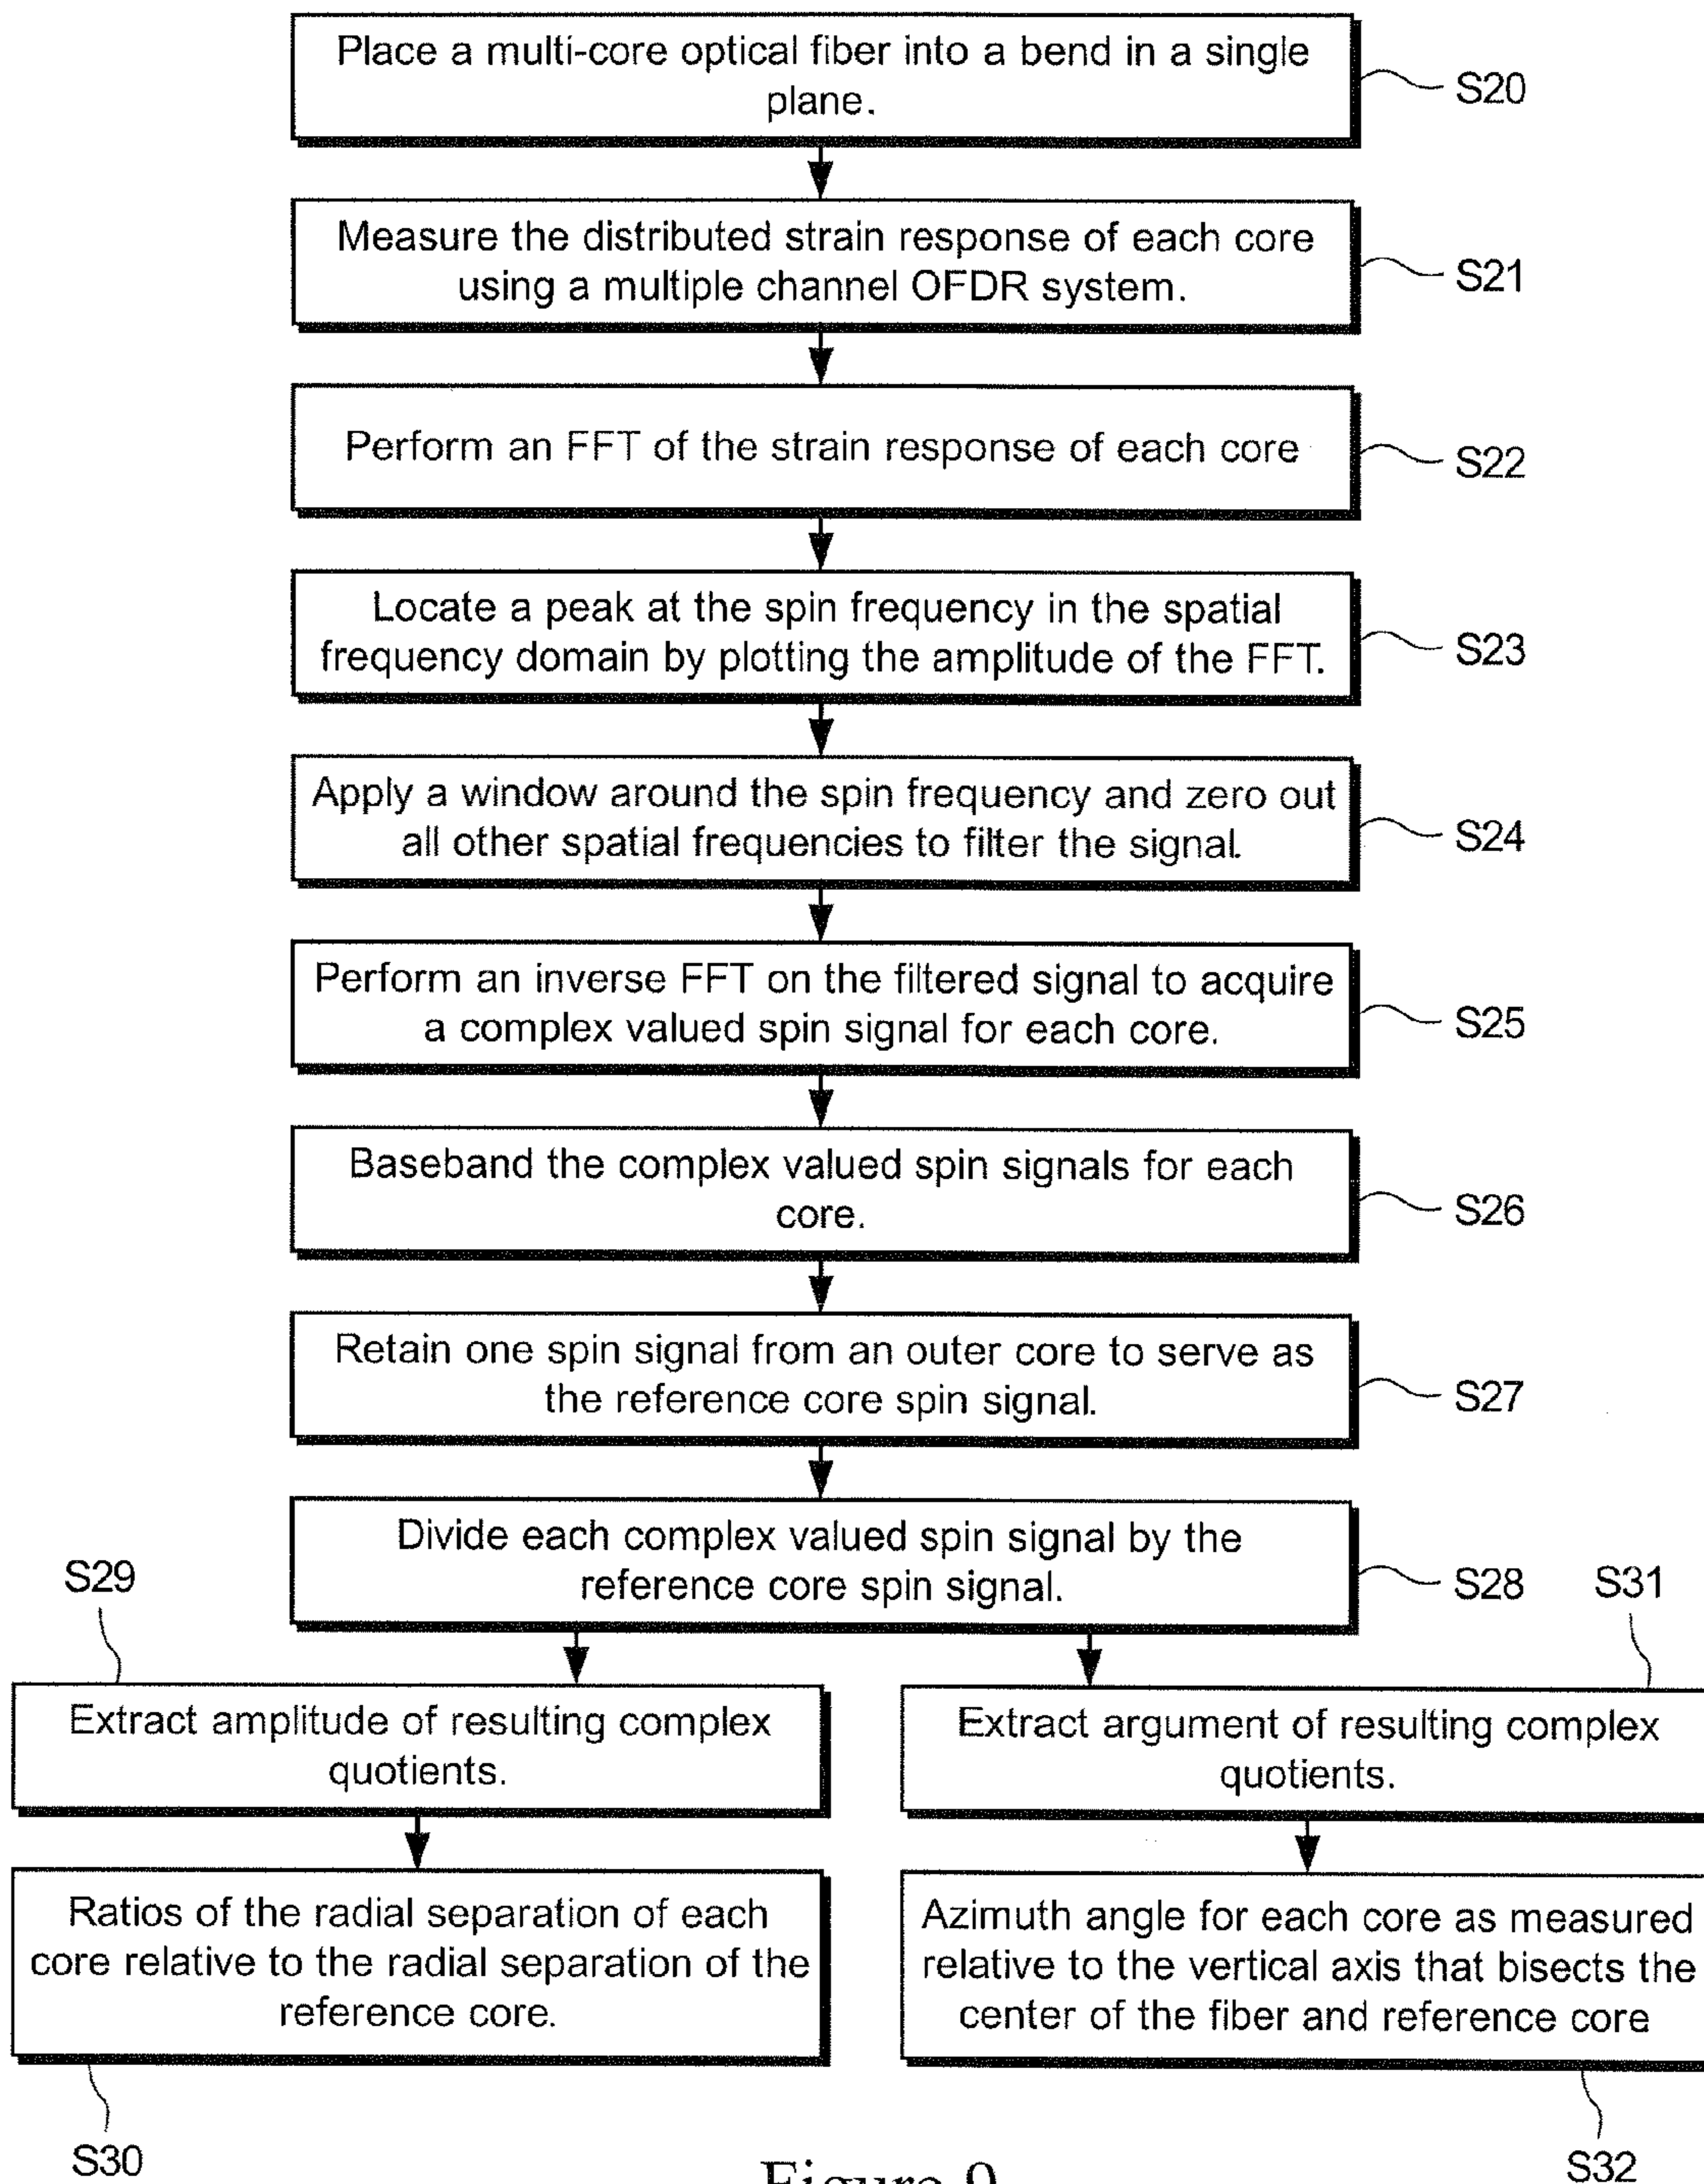 Place a multi-core optical fiber into a bend in a single
plane.
S20
Measure the distributed strain response of each core
using a multiple channel OFDR system.
S21
Perform an FFT of the strain response of each core
S22
Locate a peak at the spin frequency in the spatial
frequency domain by plotting the amplitude of the FFT.
S23
Apply a window around the spin frequency and zero out
all other spatial frequencies to filter the signal.
S24
Perform an inverse FFT on the filtered signal to acquire
a complex valued spin signal for each core.
S25
Baseband the complex valued spin signals for each
core.
S26
Retain one spin signal from an outer core to serve as
the reference core spin signal.
S27
Divide each complex valued spin signal by the
reference core spin signal.
S28
S29
Extract amplitude of resulting complex
quotients.
S31
Extract argument of resulting complex
quotients.
Ratios of the radial separation of each
core relative to the radial separation of the
reference core.
S30
Azimuth angle for each core as measured
relative to the vertical axis that bisects the
center of the fiber and reference core
S32
Figure 9